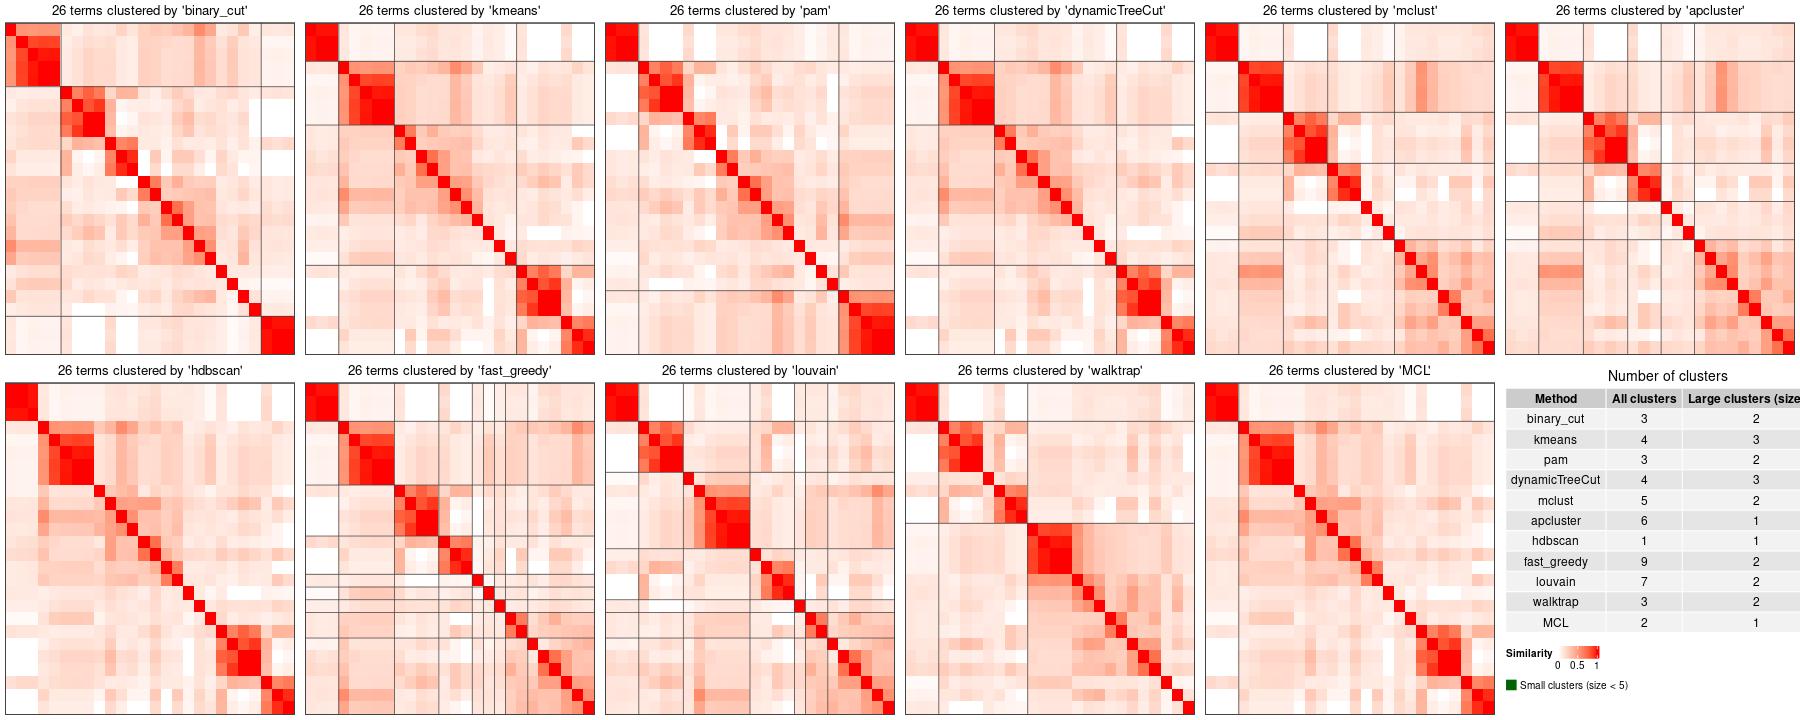 26 terms clustered by 'binary_cut'
26 terms clustered by 'kmeans'
26 terms clustered by 'pam'
26 terms clustered by 'dynamicTreeCut'
26 terms clustered by 'mclust'
26 terms clustered by 'apcluster'
26 terms clustered by 'hdbscan'
26 terms clustered by 'fast_greedy'
26 terms clustered by 'louvain'
26 terms clustered by 'walktrap'
26 terms clustered by 'MCL'
Number of clusters
Method All clusters Large clusters (size
binary_cut 3 2
kmeans 4 3
pam 3 2
dynamicTreeCut 4 3
mclust 5 2
apcluster 6 1
hdbscan 1 1
fast_greedy 9 2
louvain 7 2
walktrap 3 2
MCL 2 1
Similarity
0 0.5 1
Small clusters (size < 5)